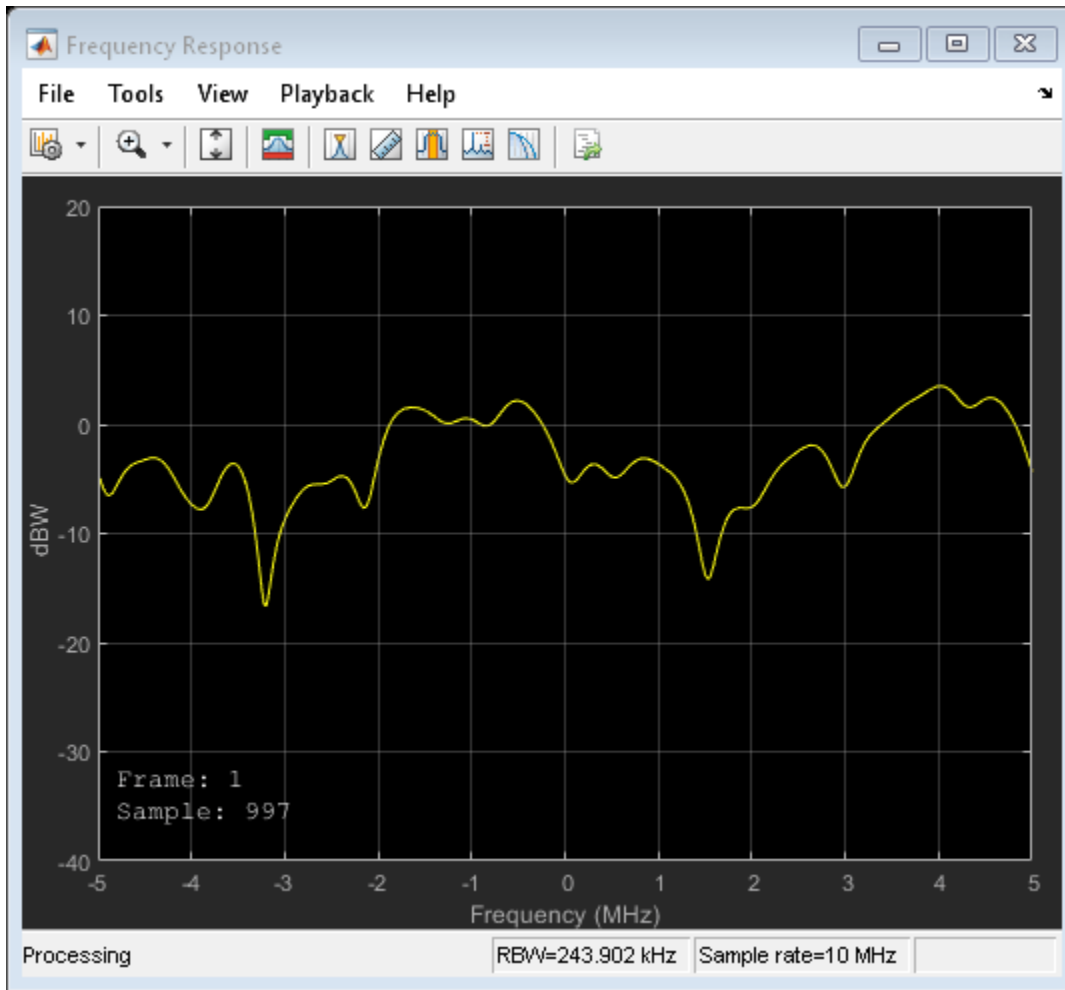 Frequency Response
File Tools View Playback Help
20
10
0
-10
-20
-30
-40
dBW
Frame: 1
Sample: 997
-5 -4 -3 -2 -1 0 1 2 3 4 5
Frequency (MHz)
Processing RBW=243.902 kHz Sample rate=10 MHz